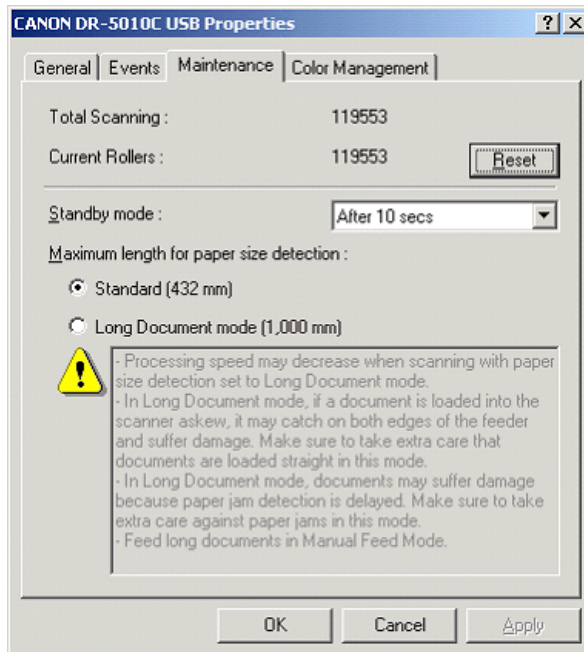 CANON DR-5010C USB Properties
General Events Maintenance Color Management
Total Scanning : 119553
Current Rollers : 119553 Reset
Standby mode : After 10 secs
Maximum length for paper size detection :
Standard (432 mm)
Long Document mode (1,000 mm)
- Processing speed may decrease when scanning with paper
size detection set to Long Document mode.
- In Long Document mode, if a document is loaded into the
scanner askew, it may catch on both edges of the feeder
and suffer damage. Make sure to take extra care that
documents are loaded straight in this mode.
- In Long Document mode, documents may suffer damage
because paper jam detection is delayed. Make sure to take
extra care against paper jams in this mode.
- Feed long documents in Manual Feed Mode.
OK Cancel Apply